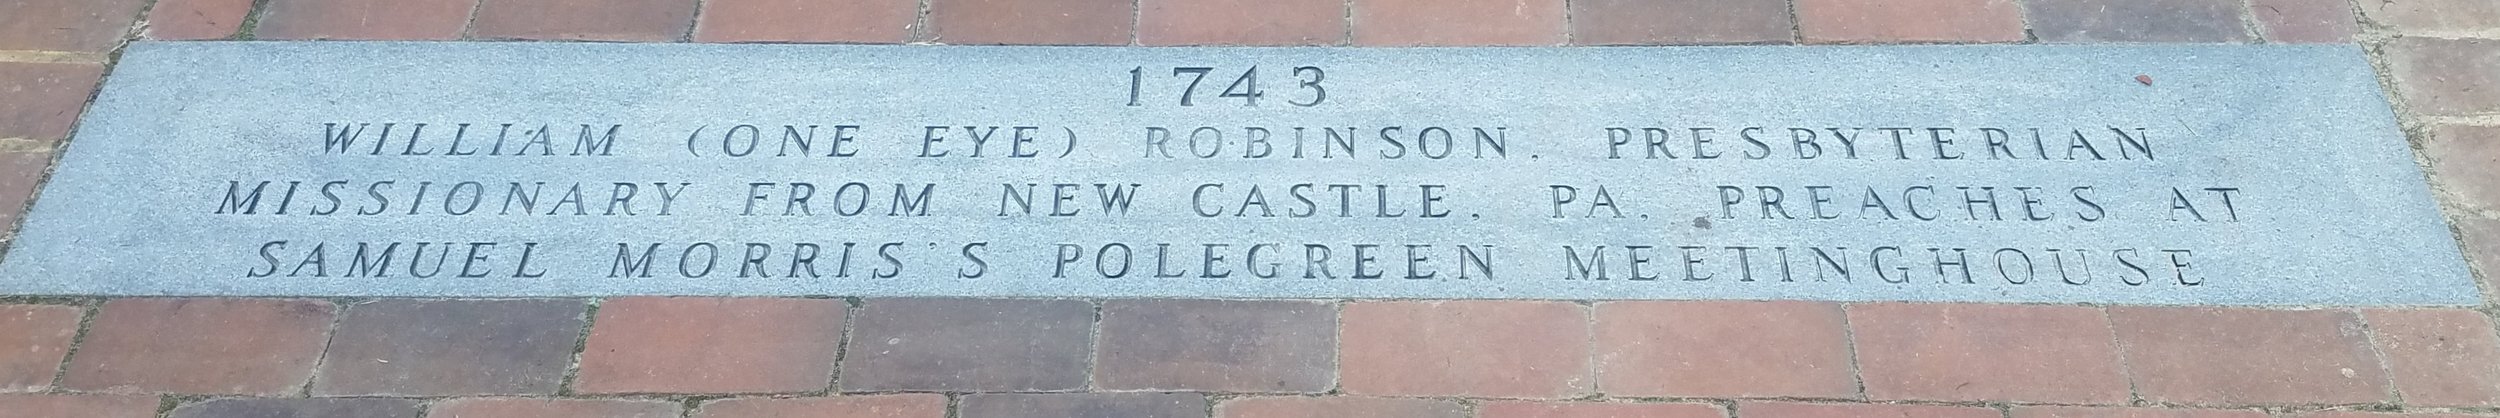 1743
WILLIAM (ONE EYE) ROBINSON, PRESBYTERIAN
MISSIONARY FROM NEW CASTLE, PA, PREACHES AT
SAMUEL MORRIS'S POLEGREEN MEETINGHOUSE